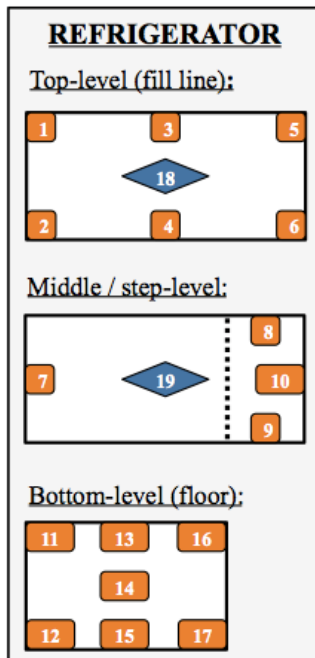 REFRIGERATOR
Top-level (fill line):
1 3 5
18
2 4 6
Middle / step-level:
8
7 19 10
9
Bottom-level (floor):
11 13 16
14
12 15 17